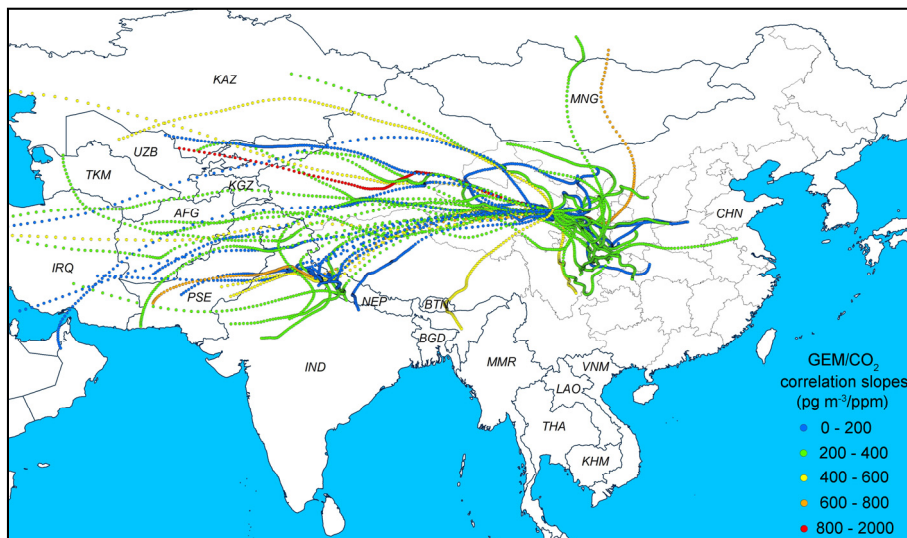 KAZ
MNG
UZB
TKM
KGZ
CHN
AFG
IRQ
PSE
NEP
BTN
BGD
IND
MMR
VNM
LAO
THA
KHM
GEM/CO₂
correlation slopes
(pg m⁻³/ppm)
0 - 200
200 - 400
400 - 600
600 - 800
800 - 2000